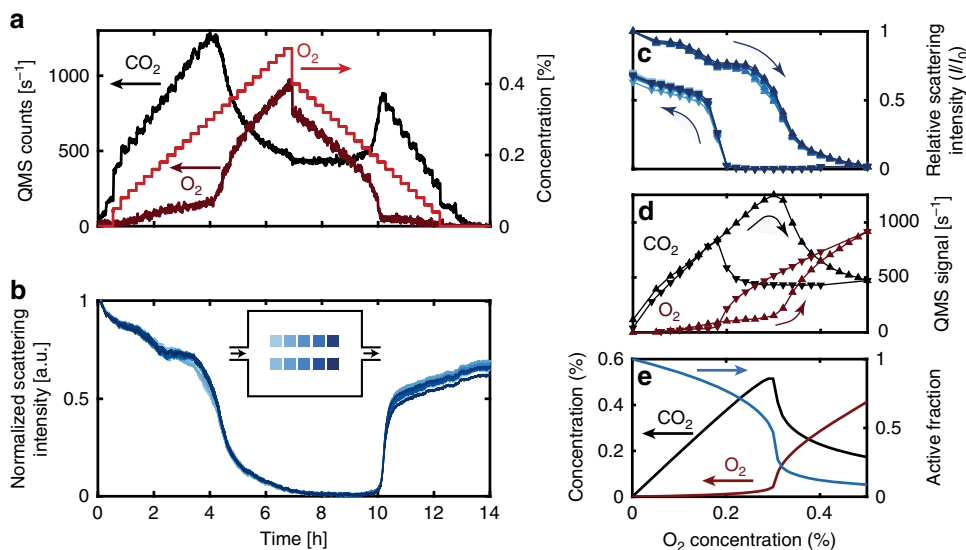 a
QMS counts [s⁻¹]
1000
500
0
CO₂
O₂
O₂
0.4
0.2
0
Concentration [%]
b
Normalized scattering
intensity [a.u.]
1
0.5
0
0 2 4 6 8 10 12 14
Time [h]
c
1
0.5
0
Relative scattering
intensity (I/I₀)
d
CO₂
O₂
1000
500
0
QMS signal [s⁻¹]
e
Concentration (%)
0.6
0.4
0.2
0
CO₂
O₂
1
0.5
0
Active fraction
0 0.2 0.4
O₂ concentration (%)